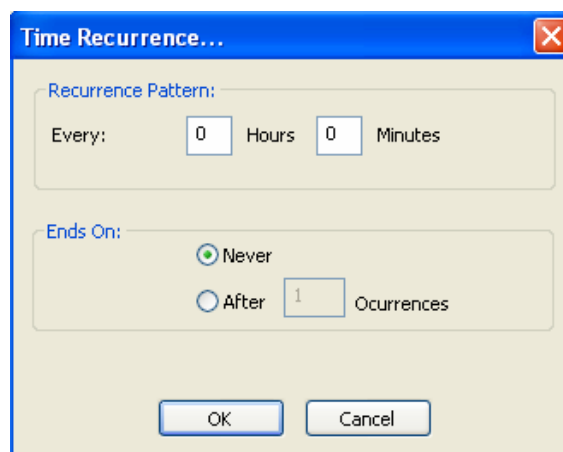 Time Recurrence...
Recurrence Pattern:
Every: 0 Hours 0 Minutes
Ends On:
Never
After 1 Ocurrences
OK Cancel